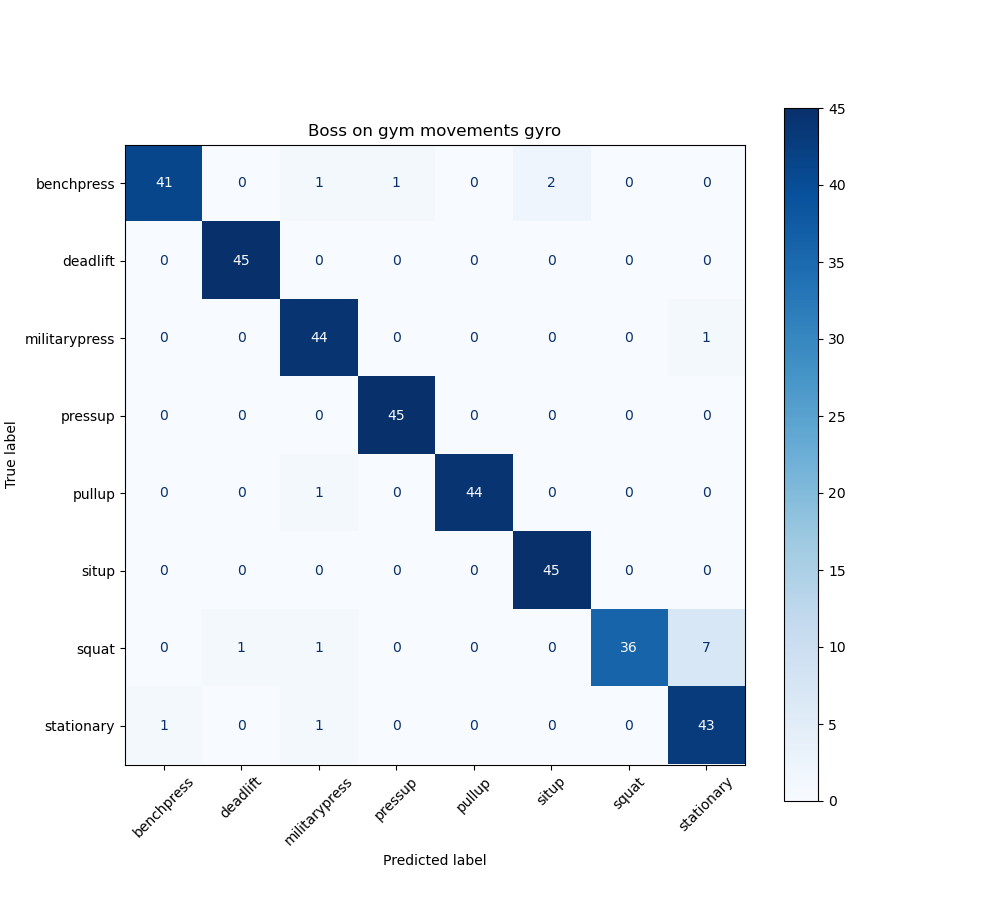 Boss on gym movements gyro
benchpress 41 0 1 1 0 2 0 0
deadlift 0 45 0 0 0 0 0 0
militarypress 0 0 44 0 0 0 0 1
pressup 0 0 0 45 0 0 0 0
pullup 0 0 1 0 44 0 0 0
situp 0 0 0 0 0 45 0 0
squat 0 1 1 0 0 0 36 7
stationary 1 0 1 0 0 0 0 43
True label
benchpress deadlift militarypress pressup pullup situp squat stationary
Predicted label
45
40
35
30
25
20
15
10
5
0